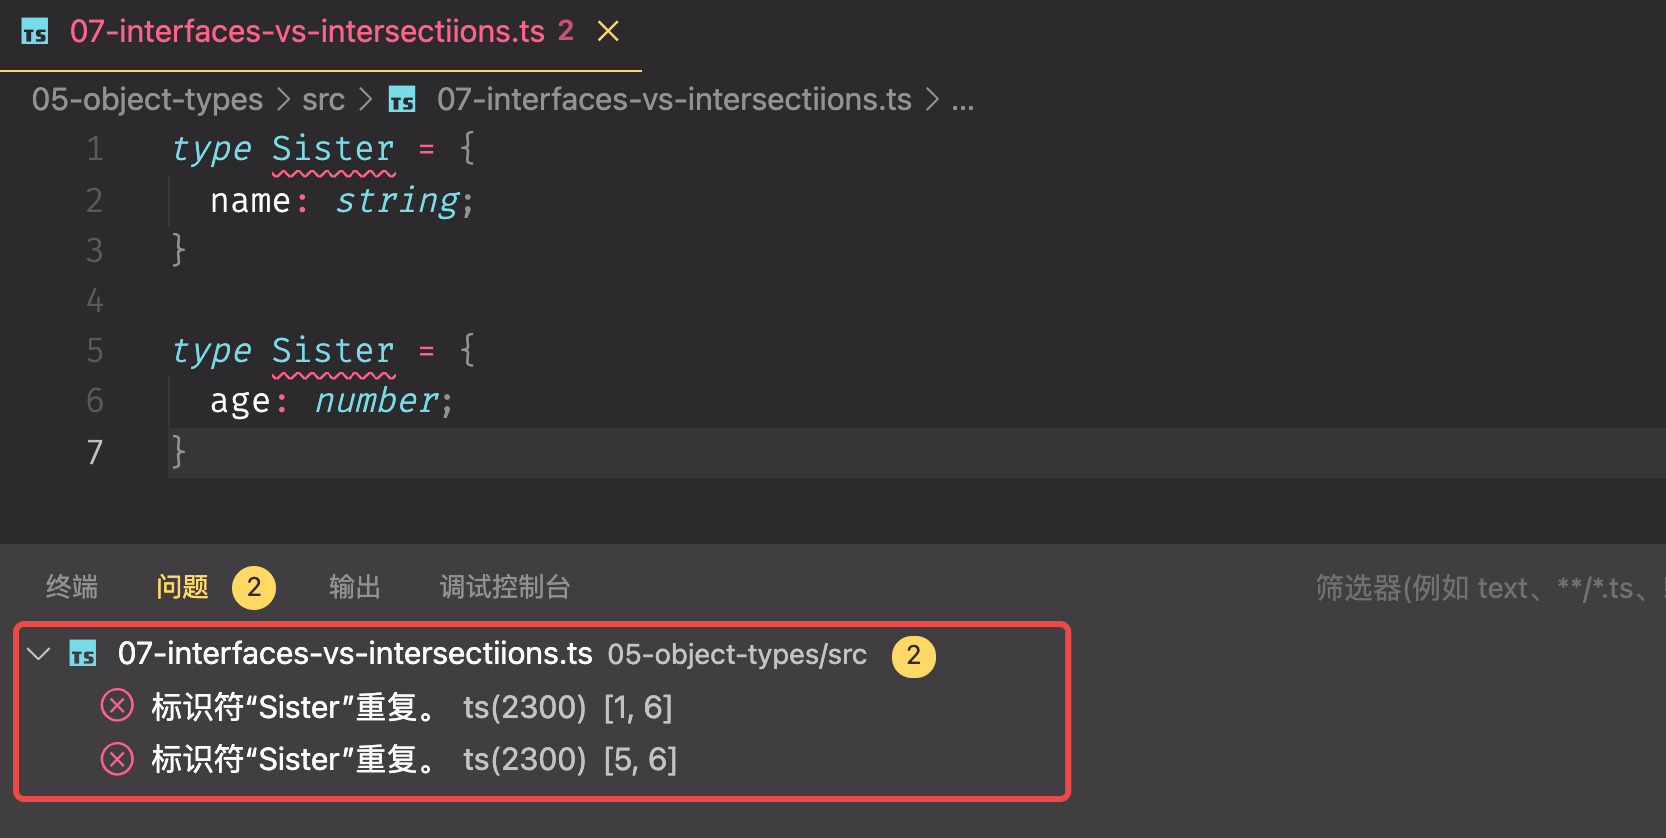 TS 07-interfaces-vs-intersectiions.ts 2
05-object-types > src > TS 07-interfaces-vs-intersectiions.ts > ...
1 type Sister = {
2 name: string;
3 }
4
5 type Sister = {
6 age: number;
7 }
终端 问题 2 输出 调试控制台 筛选器(例如 text、**/*.ts、
TS 07-interfaces-vs-intersectiions.ts 05-object-types/src 2
标识符“Sister”重复。 ts(2300) [1, 6]
标识符“Sister”重复。 ts(2300) [5, 6]